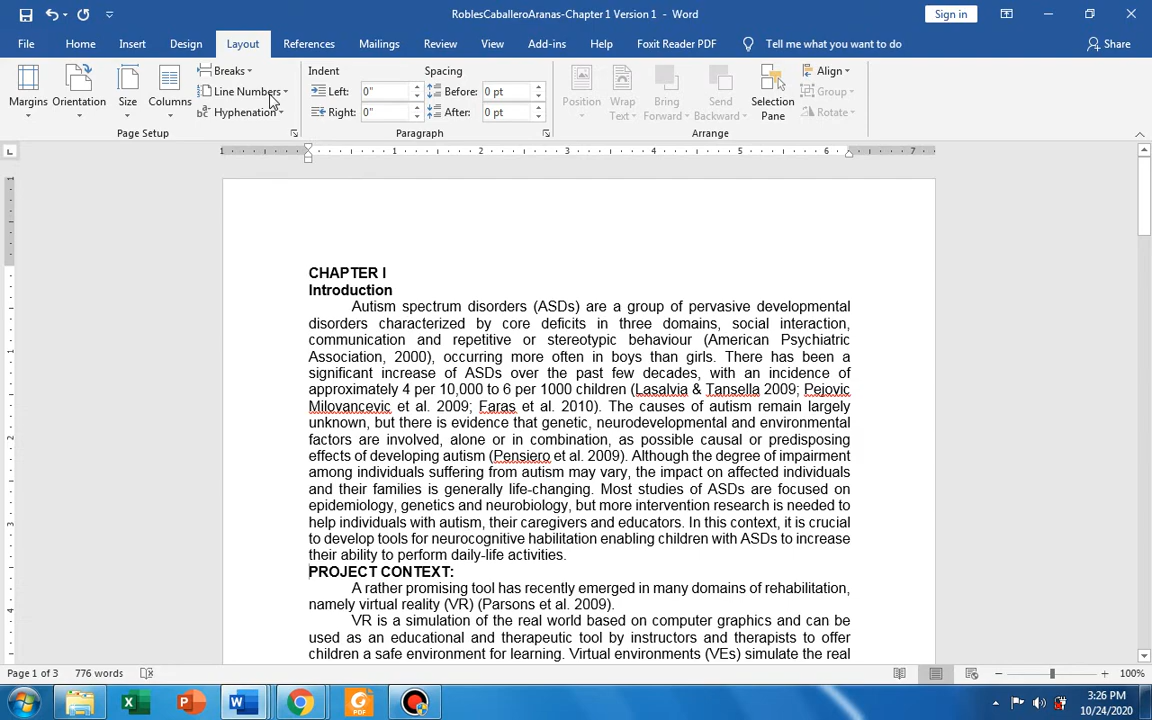 RoblesCaballeroAranas-Chapter 1 Version 1 - Word
Sign in
File Home Insert Design Layout References Mailings Review View Add-ins Help Foxit Reader PDF Tell me what you want to do Share
Margins Orientation Size Columns
Breaks
Line Numbers
Hyphenation
Page Setup
Indent
Left: 0"
Right: 0"
Spacing
Before: 0 pt
After: 0 pt
Paragraph
Position Wrap Text Bring Forward Send Backward Selection Pane
Align
Group
Rotate
Arrange
1 1 2 3 4 5 6 7
CHAPTER I
Introduction
Autism spectrum disorders (ASDs) are a group of pervasive developmental
disorders characterized by core deficits in three domains, social interaction,
communication and repetitive or stereotypic behaviour (American Psychiatric
Association, 2000), occurring more often in boys than girls. There has been a
significant increase of ASDs over the past few decades, with an incidence of
approximately 4 per 10,000 to 6 per 1000 children (Lasalvia & Tansella 2009; Pejovic
Milovancevic et al. 2009; Faras et al. 2010). The causes of autism remain largely
unknown, but there is evidence that genetic, neurodevelopmental and environmental
factors are involved, alone or in combination, as possible causal or predisposing
effects of developing autism (Pensiero et al. 2009). Although the degree of impairment
among individuals suffering from autism may vary, the impact on affected individuals
and their families is generally life-changing. Most studies of ASDs are focused on
epidemiology, genetics and neurobiology, but more intervention research is needed to
help individuals with autism, their caregivers and educators. In this context, it is crucial
to develop tools for neurocognitive habilitation enabling children with ASDs to increase
their ability to perform daily-life activities.
PROJECT CONTEXT:
A rather promising tool has recently emerged in many domains of rehabilitation,
namely virtual reality (VR) (Parsons et al. 2009).
VR is a simulation of the real world based on computer graphics and can be
used as an educational and therapeutic tool by instructors and therapists to offer
children a safe environment for learning. Virtual environments (VEs) simulate the real
Page 1 of 3 776 words 100%
3:26 PM
10/24/2020